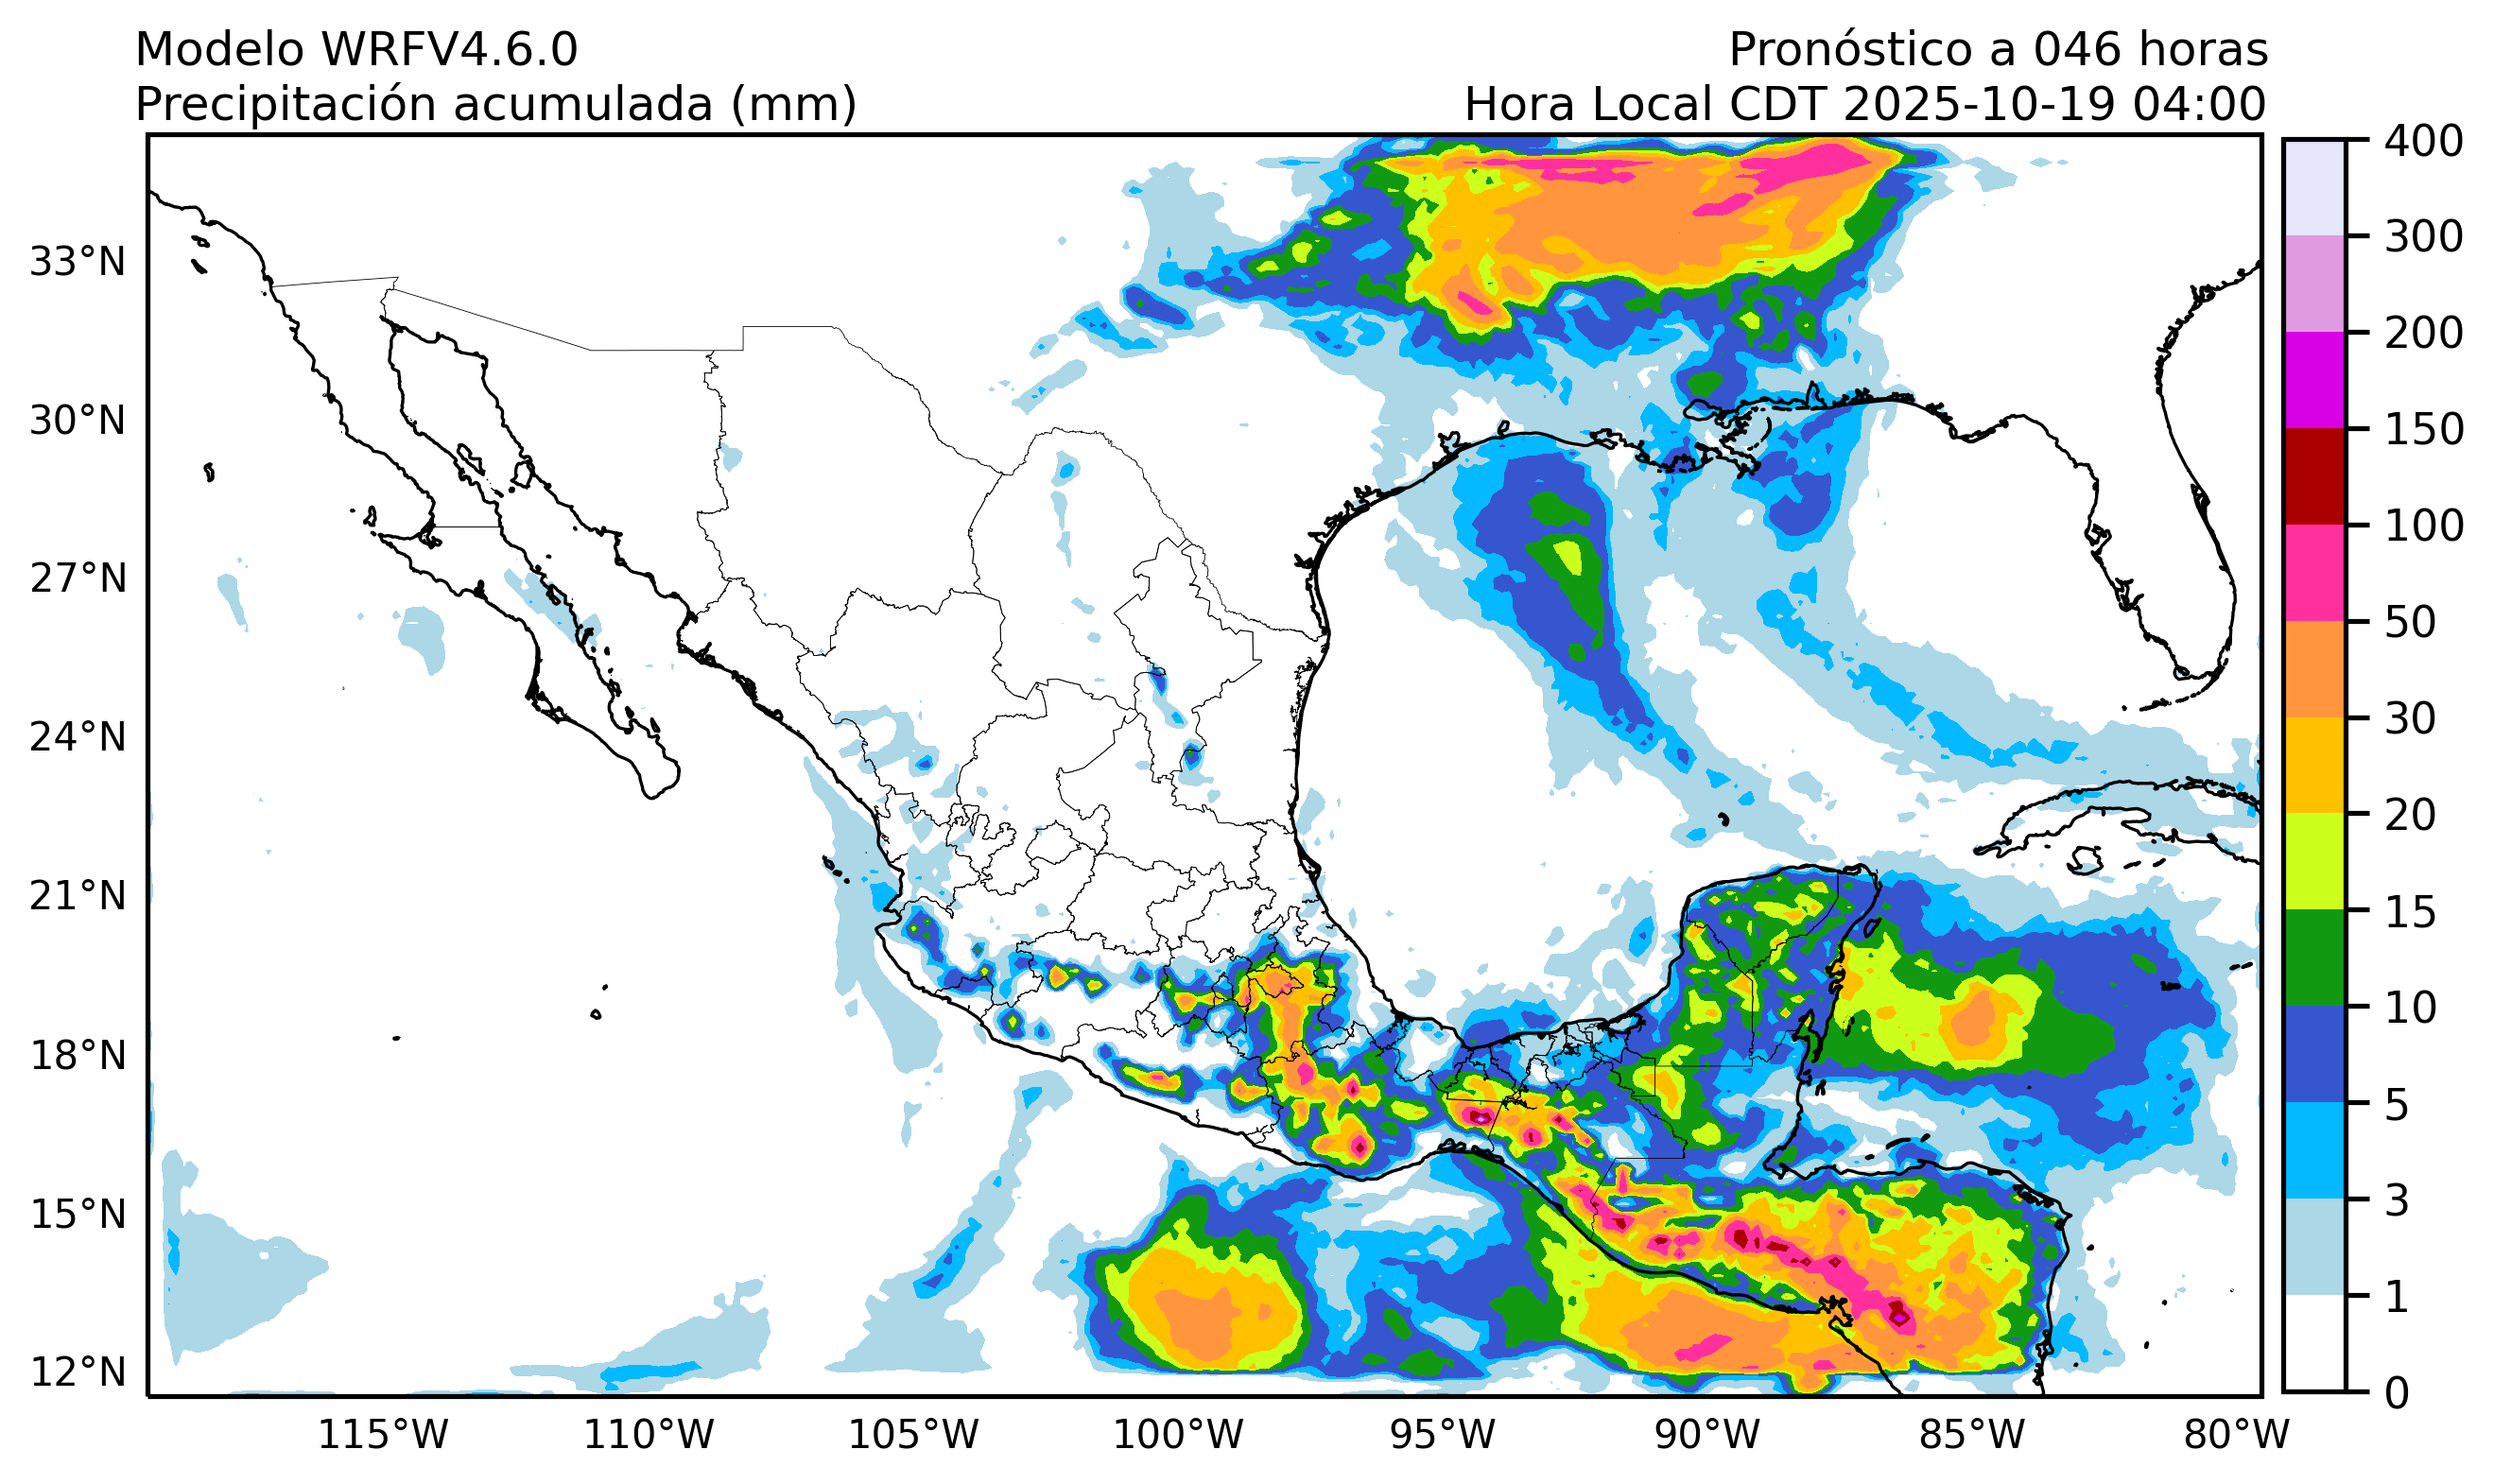 Modelo WRFV4.6.0
Pronóstico a 046 horas
Precipitación acumulada (mm)
Hora Local CDT 2025-10-19 04:00
33°N
30°N
27°N
24°N
21°N
18°N
15°N
12°N
115°W
110°W
105°W
100°W
95°W
90°W
85°W
80°W
400
300
200
150
100
50
30
20
15
10
5
3
1
0